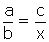 a/b = c/x